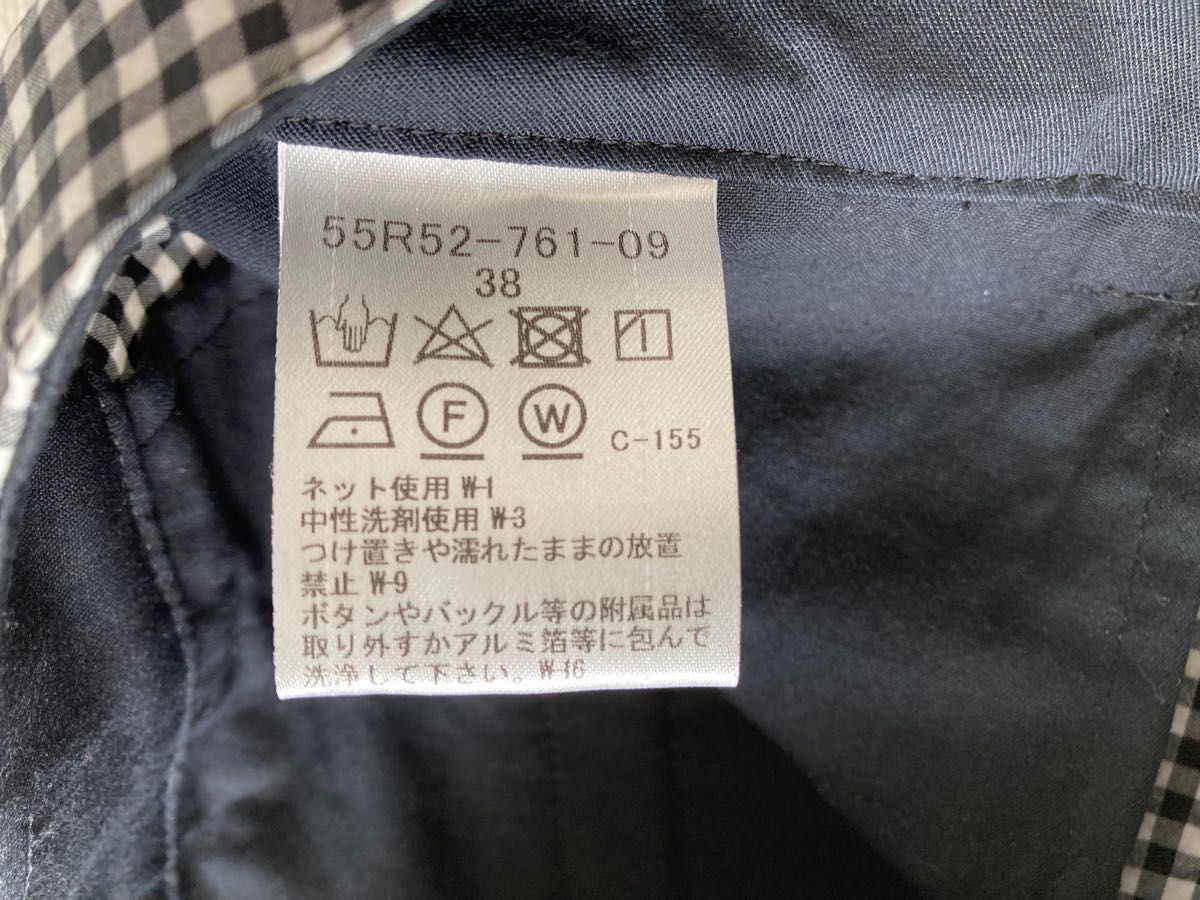 55R52-761-09
38
F W C-155
ネット使用 W-1
中性洗剤使用 W-3
つけ置きや濡れたままの放置
禁止 W-9
ボタンやバックル等の附属品は
取り外すかアルミ箔等に包んで
洗浄して下さい。W-16